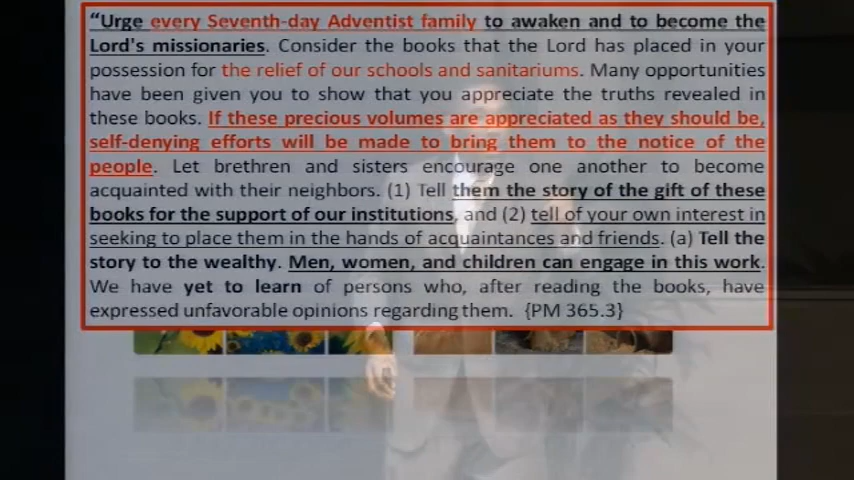 “Urge every Seventh-day Adventist family to awaken and to become the
Lord's missionaries. Consider the books that the Lord has placed in your
possession for the relief of our schools and sanitariums. Many opportunities
have been given you to show that you appreciate the truths revealed in
these books. If these precious volumes are appreciated as they should be,
self-denying efforts will be made to bring them to the notice of the
people. Let brethren and sisters encourage one another to become
acquainted with their neighbors. (1) Tell them the story of the gift of these
books for the support of our institutions, and (2) tell of your own interest in
seeking to place them in the hands of acquaintances and friends. (a) Tell the
story to the wealthy. Men, women, and children can engage in this work.
We have yet to learn of persons who, after reading the books, have
expressed unfavorable opinions regarding them. {PM 365.3}